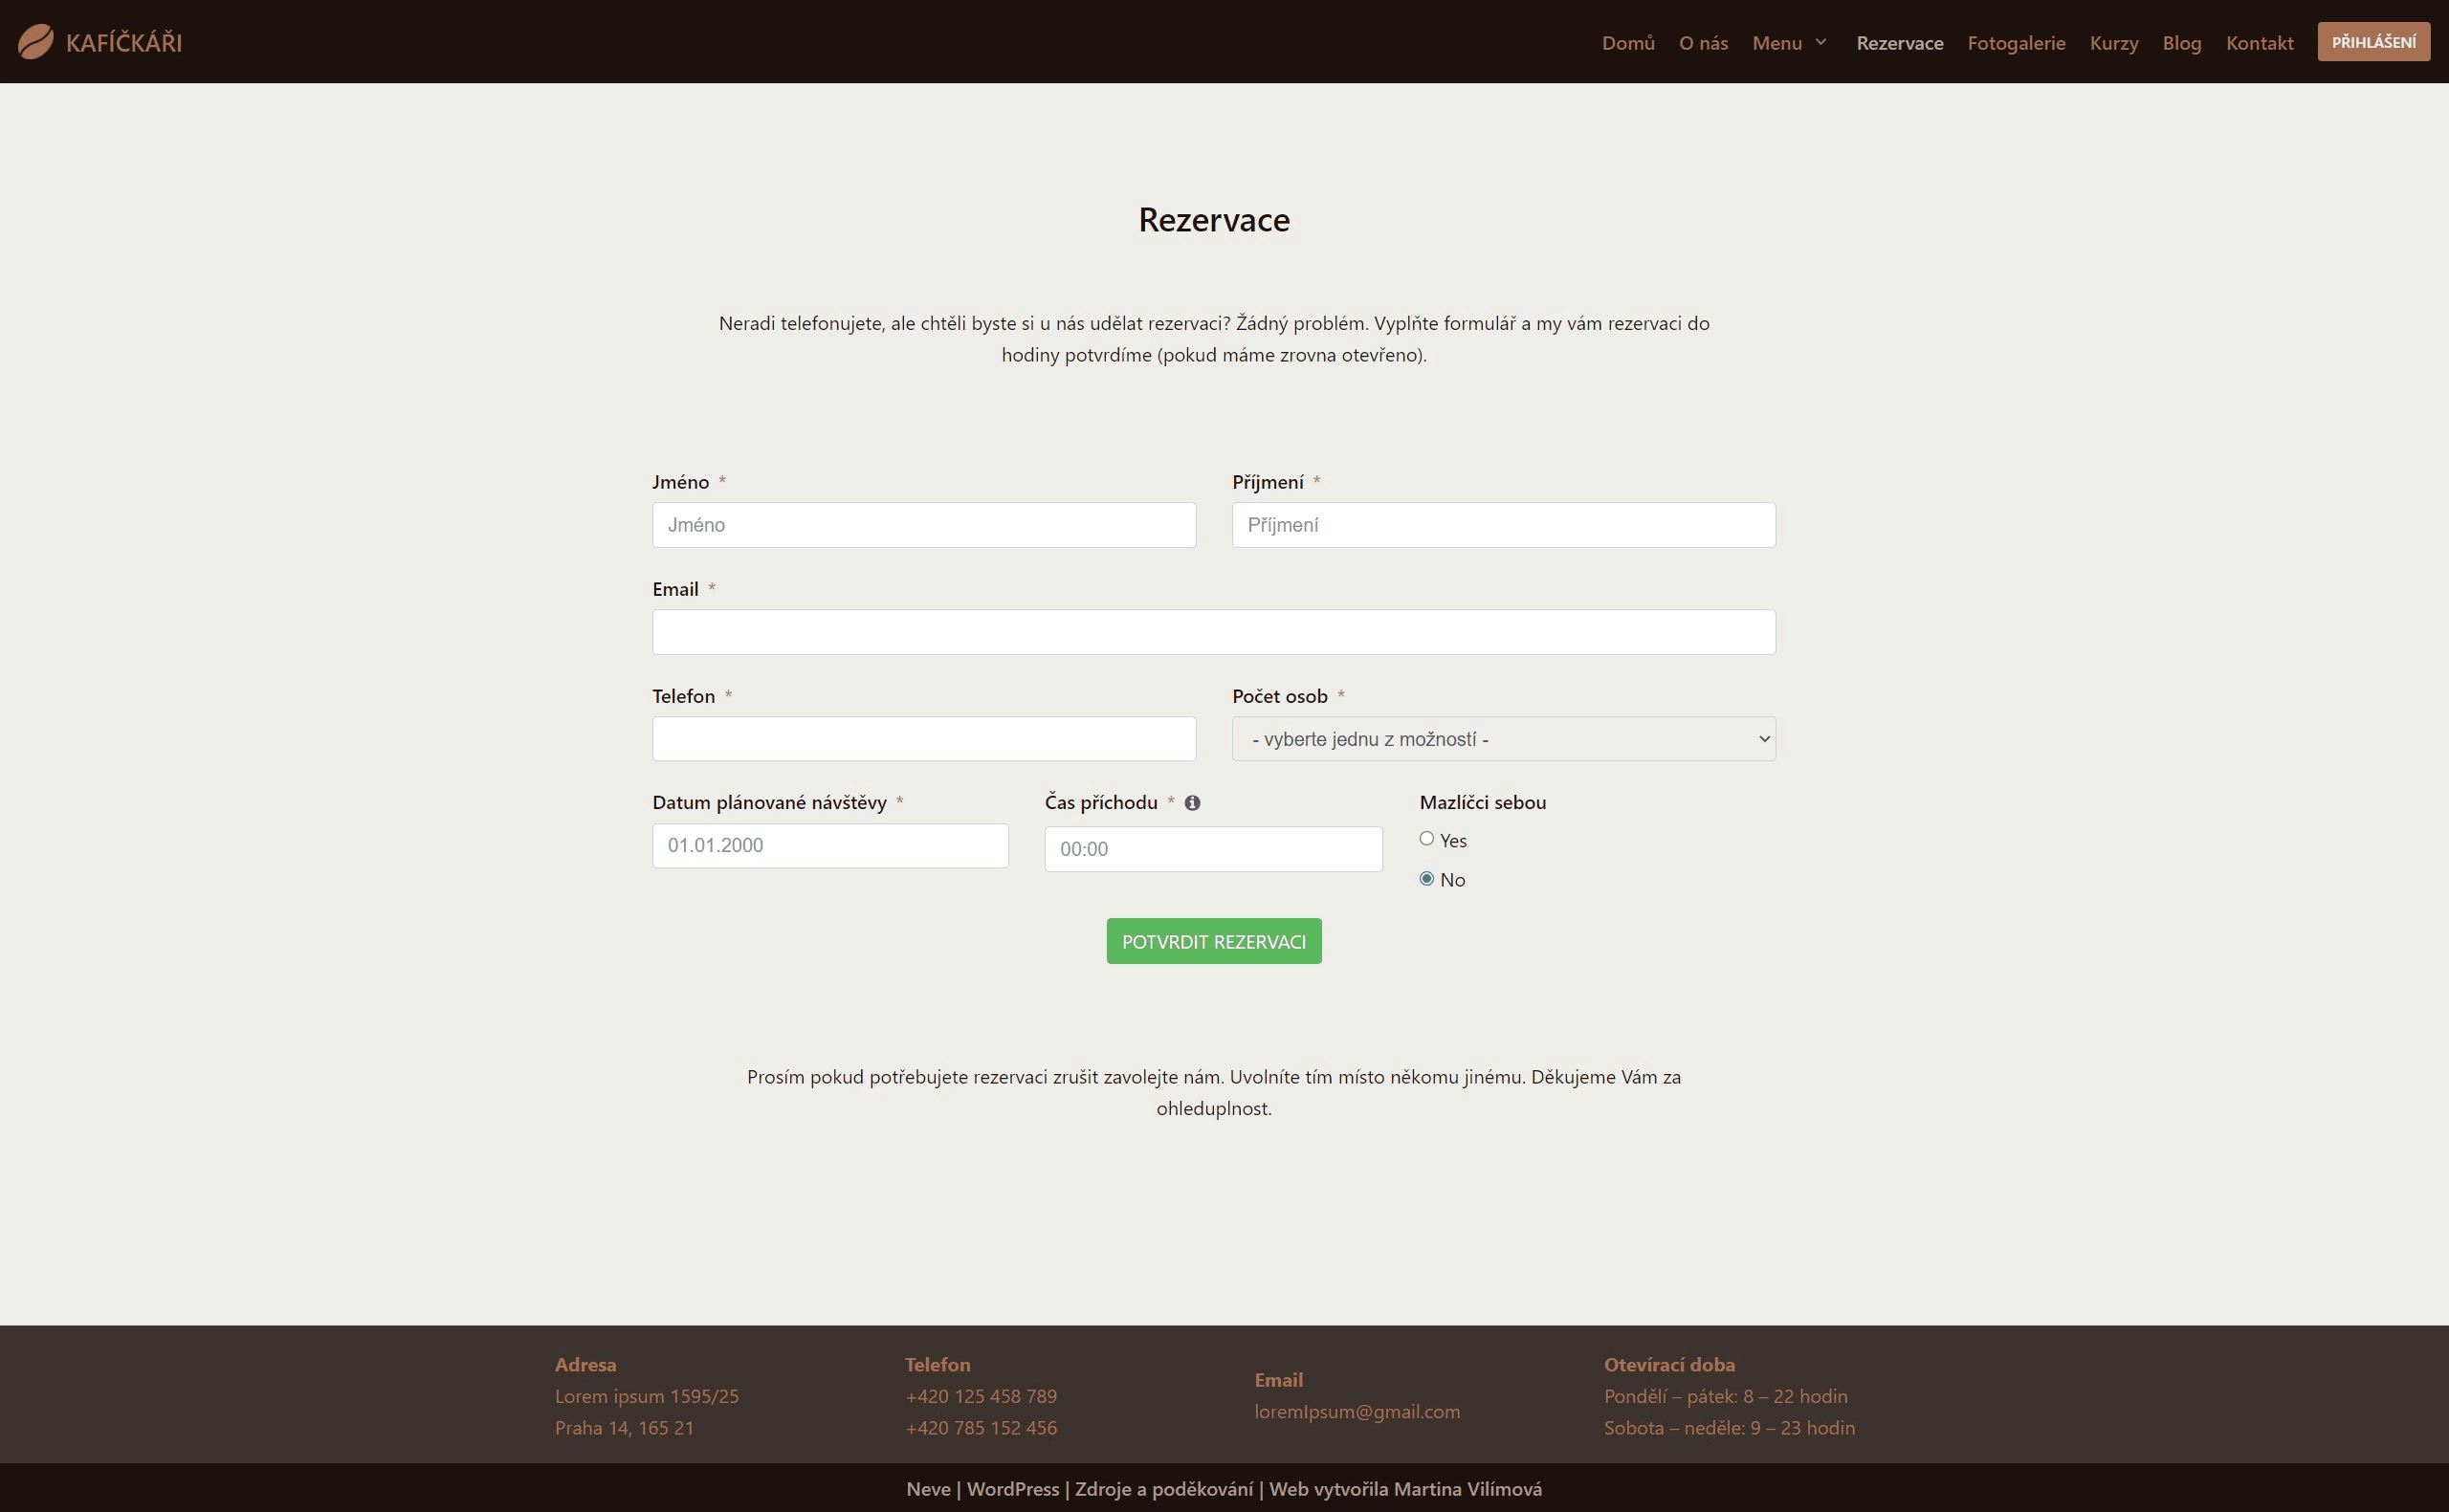 KAFÍČKÁŘI
Domů O nás Menu Rezervace Fotogalerie Kurzy Blog Kontakt PŘIHLÁŠENÍ
Rezervace
Neradi telefonujete, ale chtěli byste si u nás udělat rezervaci? Žádný problém. Vyplňte formulář a my vám rezervaci do
hodiny potvrdíme (pokud máme zrovna otevřeno).
Jméno * Příjmení *
Jméno Příjmení
Email *
Telefon * Počet osob *
- vyberte jednu z možností -
Datum plánované návštěvy * Čas příchodu * Mazlíčci sebou
01.01.2000 00:00 Yes
No
POTVRDIT REZERVACI
Prosím pokud potřebujete rezervaci zrušit zavolejte nám. Uvolníte tím místo někomu jinému. Děkujeme Vám za
ohleduplnost.
Adresa
Lorem ipsum 1595/25
Praha 14, 165 21
Telefon
+420 125 458 789
+420 785 152 456
Email
loremIpsum@gmail.com
Otevírací doba
Pondělí – pátek: 8 – 22 hodin
Sobota – neděle: 9 – 23 hodin
Neve | WordPress | Zdroje a poděkování | Web vytvořila Martina Vilímová